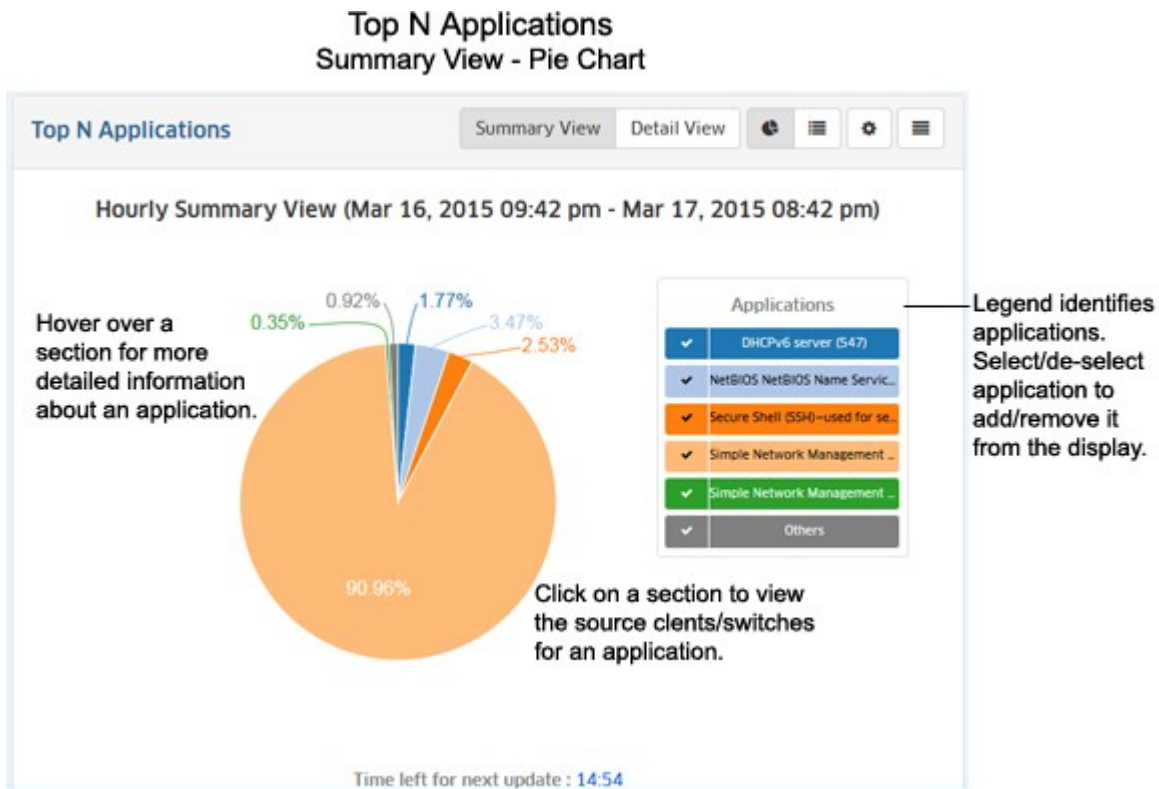 Top N Applications
Summary View - Pie Chart
Top N Applications
Summary View
Detail View
Hourly Summary View (Mar 16, 2015 09:42 pm - Mar 17, 2015 08:42 pm)
Hover over a
section for more
detailed information
about an application.
0.92%
1.77%
0.35%
3.47%
2.53%
90.96%
Applications
DHCPv6 server (547)
NetBIOS NetBIOS Name Servic...
Secure Shell (SSH)—used for se...
Simple Network Management ...
Simple Network Management ...
Others
Legend identifies
applications.
Select/de-select
application to
add/remove it
from the display.
Click on a section to view
the source clents/switches
for an application.
Time left for next update : 14:54